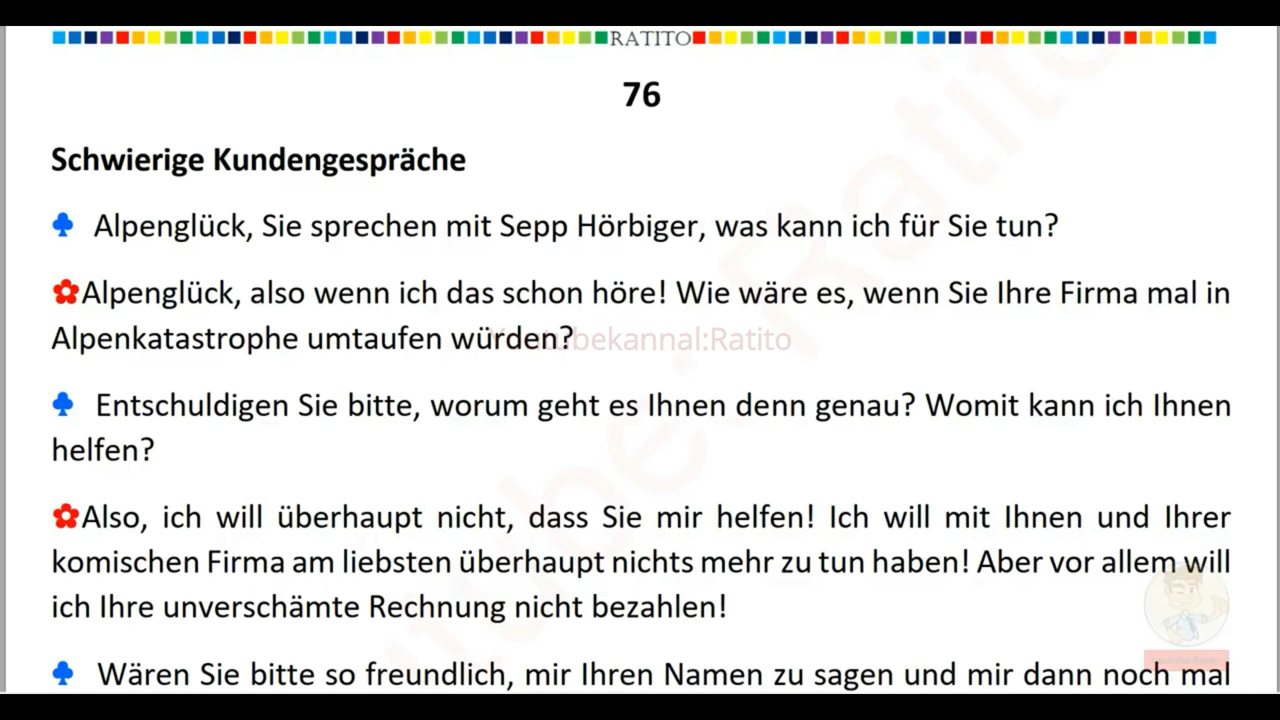 RATITO
76
Schwierige Kundengespräche
♣ Alpenglück, Sie sprechen mit Sepp Hörbiger, was kann ich für Sie tun?
✿Alpenglück, also wenn ich das schon höre! Wie wäre es, wenn Sie Ihre Firma mal in
Alpenkatastrophe umtaufen würden?
Youtubekannal:Ratito
♣ Entschuldigen Sie bitte, worum geht es Ihnen denn genau? Womit kann ich Ihnen
helfen?
✿Also, ich will überhaupt nicht, dass Sie mir helfen! Ich will mit Ihnen und Ihrer
komischen Firma am liebsten überhaupt nichts mehr zu tun haben! Aber vor allem will
ich Ihre unverschämte Rechnung nicht bezahlen!
♣ Wären Sie bitte so freundlich, mir Ihren Namen zu sagen und mir dann noch mal